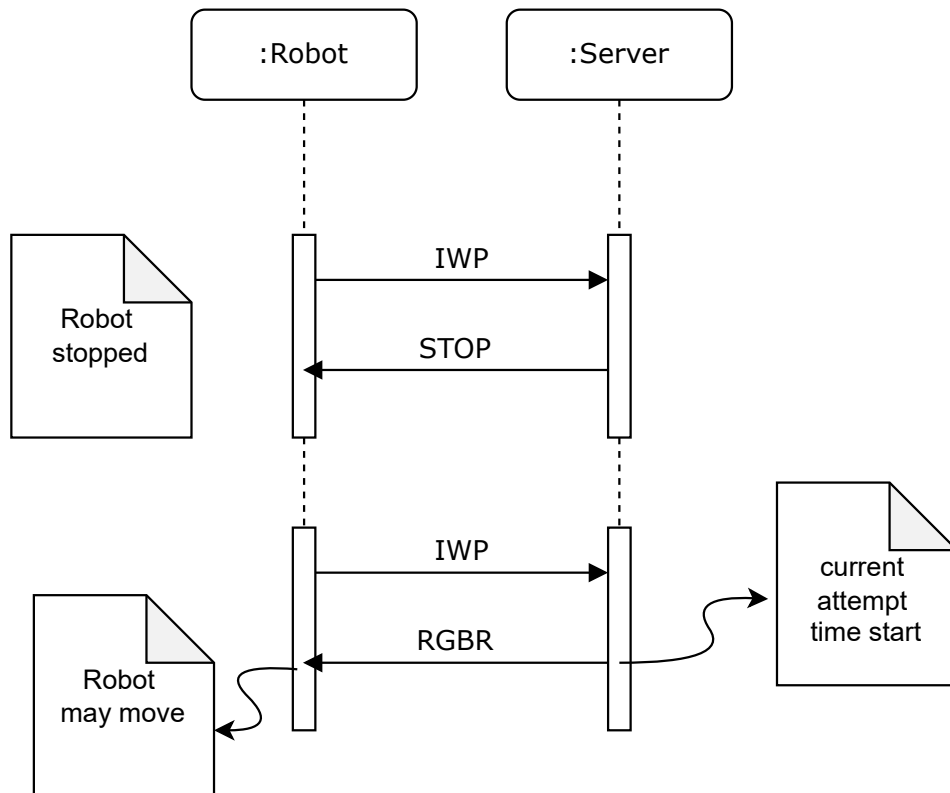 :Robot
:Server
IWP
Robot
stopped
STOP
IWP
current
attempt
time start
RGBR
Robot
may move